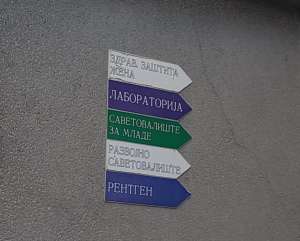 ЗДРАВ. ЗАШТИТА
ЖЕНА
ЛАБОРАТОРИЈА
САВЕТОВАЛИШТЕ
ЗА МЛАДЕ
РАЗВОЈНО
САВЕТОВАЛИШТЕ
РЕНТГЕН